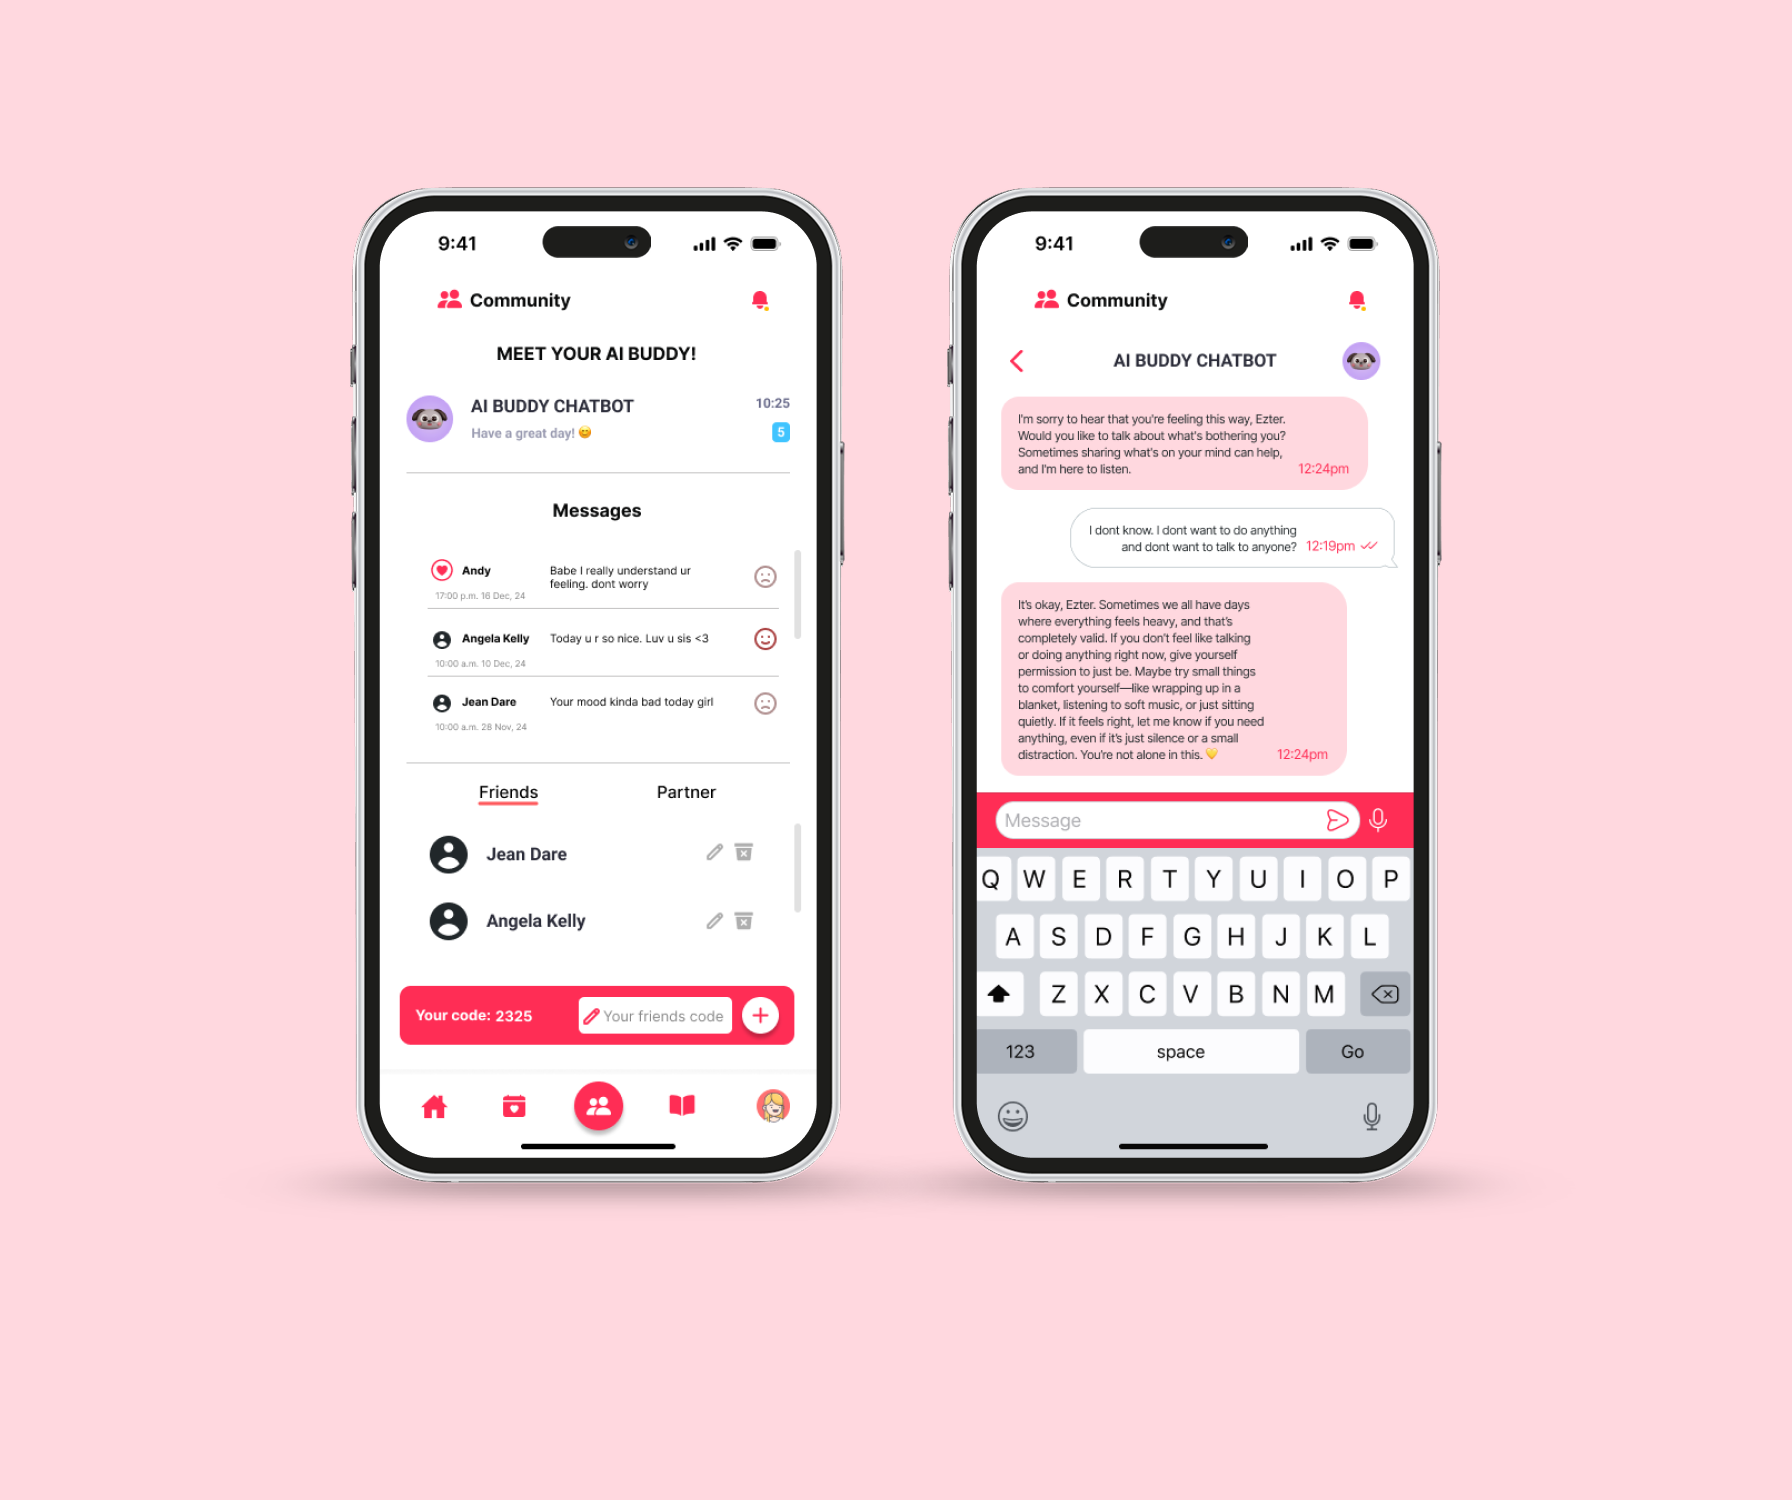 9:41
Community
MEET YOUR AI BUDDY!
AI BUDDY CHATBOT
10:25
Have a great day! 😊
5
Messages
Andy
Babe I really understand ur
feeling. dont worry
17:00 p.m. 16 Dec, 24
Angela Kelly
Today u r so nice. Luv u sis <3
10:00 a.m. 10 Dec, 24
Jean Dare
Your mood kinda bad today girl
10:00 a.m. 28 Nov, 24
Friends
Partner
Jean Dare
Angela Kelly
Your code: 2325
Your friends code
9:41
Community
AI BUDDY CHATBOT
I'm sorry to hear that you're feeling this way, Ezter.
Would you like to talk about what's bothering you?
Sometimes sharing what's on your mind can help,
and I'm here to listen.
12:24pm
I dont know. I dont want to do anything
and dont want to talk to anyone?
12:19pm
It's okay, Ezter. Sometimes we all have days
where everything feels heavy, and that's
completely valid. If you don't feel like talking
or doing anything right now, give yourself
permission to just be. Maybe try small things
to comfort yourself—like wrapping up in a
blanket, listening to soft music, or just sitting
quietly. If it feels right, let me know if you need
anything, even if it's just silence or a small
distraction. You're not alone in this. 💛
12:24pm
Message
Q W E R T Y U I O P
A S D F G H J K L
Z X C V B N M
123 space Go